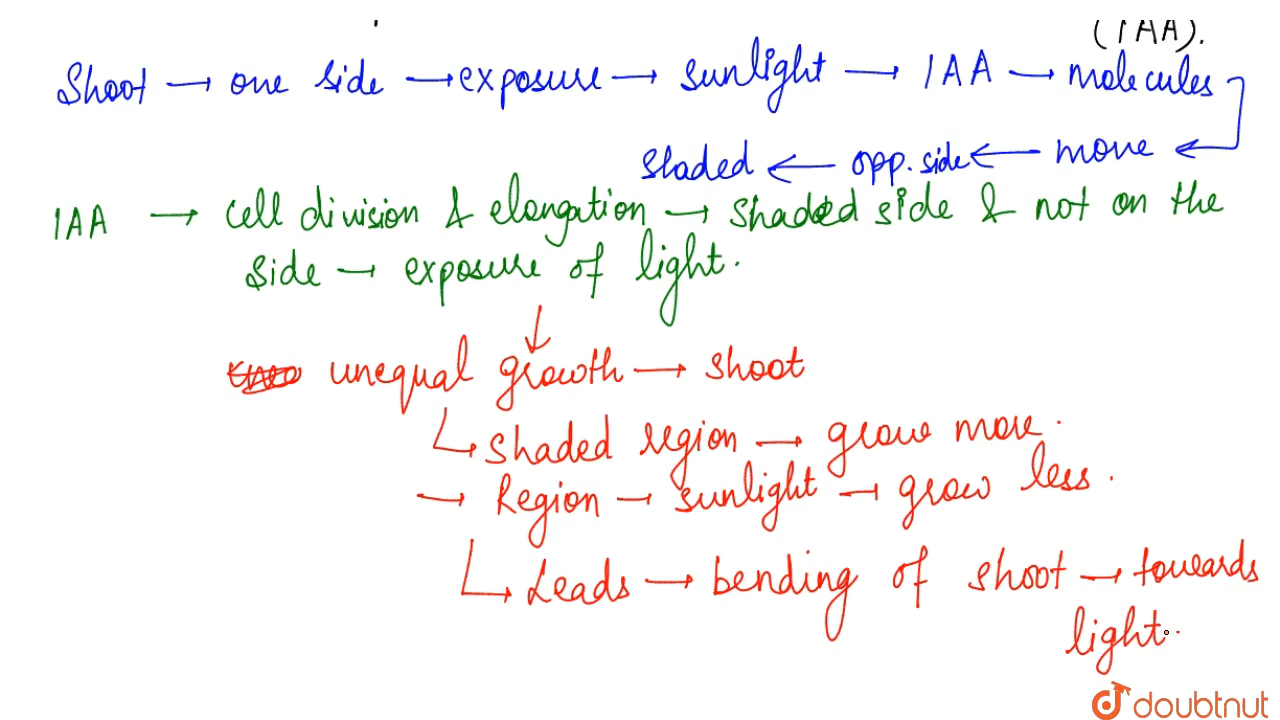 (IAA).
Shoot → one side → exposure → sunlight → IAA → molecules
shaded ← opp. side ← move ←
IAA → cell division & elongation → shaded side & not on the
side → exposure of light.
↓
unequal growth → shoot
↳ shaded region → grow more.
→ Region → sunlight → grow less.
↳ Leads → bending of shoot → towards
light.
doubtnut